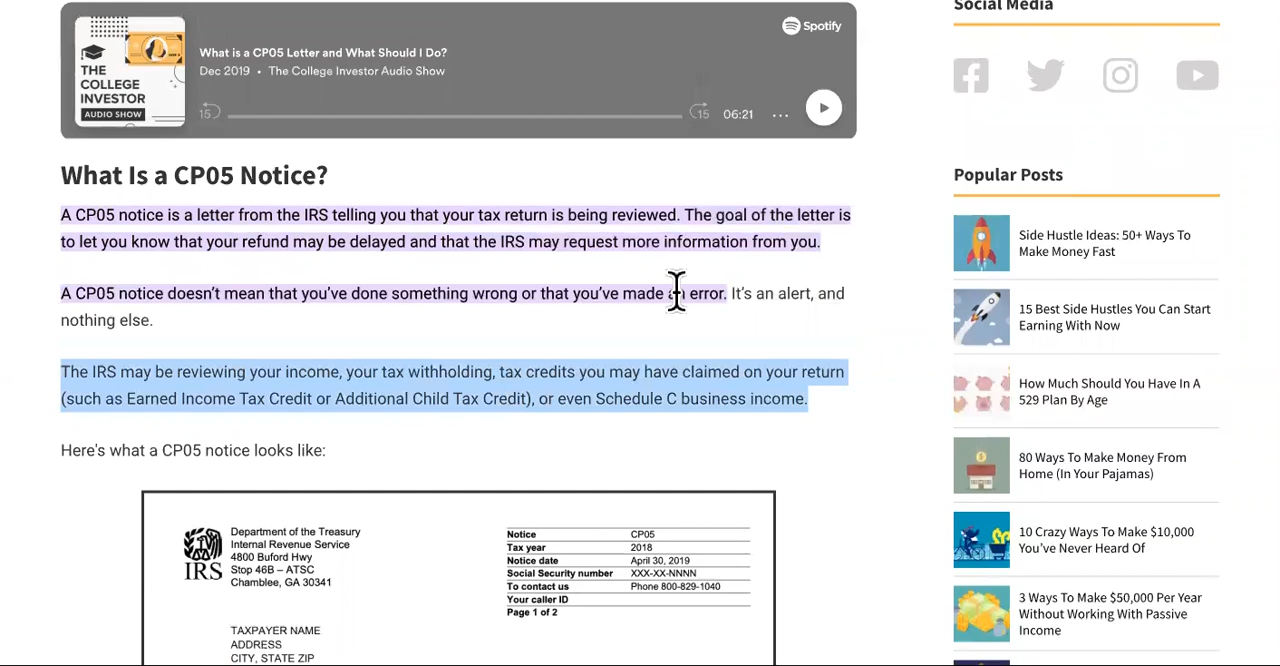 Social Media
Spotify
What is a CP05 Letter and What Should I Do?
Dec 2019 • The College Investor Audio Show
THE
COLLEGE
INVESTOR
AUDIO SHOW
15
15
06:21
...
What Is a CP05 Notice?
A CP05 notice is a letter from the IRS telling you that your tax return is being reviewed. The goal of the letter is
to let you know that your refund may be delayed and that the IRS may request more information from you.
A CP05 notice doesn’t mean that you’ve done something wrong or that you’ve made an error. It’s an alert, and
nothing else.
The IRS may be reviewing your income, your tax withholding, tax credits you may have claimed on your return
(such as Earned Income Tax Credit or Additional Child Tax Credit), or even Schedule C business income.
Here's what a CP05 notice looks like:
IRS
Department of the Treasury
Internal Revenue Service
4800 Buford Hwy
Stop 46B – ATSC
Chamblee, GA 30341
Notice CP05
Tax year 2018
Notice date April 30, 2019
Social Security number XXX-XX-NNNN
To contact us Phone 800-829-1040
Your caller ID
Page 1 of 2
TAXPAYER NAME
ADDRESS
CITY, STATE ZIP
Popular Posts
Side Hustle Ideas: 50+ Ways To
Make Money Fast
15 Best Side Hustles You Can Start
Earning With Now
How Much Should You Have In A
529 Plan By Age
80 Ways To Make Money From
Home (In Your Pajamas)
10 Crazy Ways To Make $10,000
You’ve Never Heard Of
3 Ways To Make $50,000 Per Year
Without Working With Passive
Income